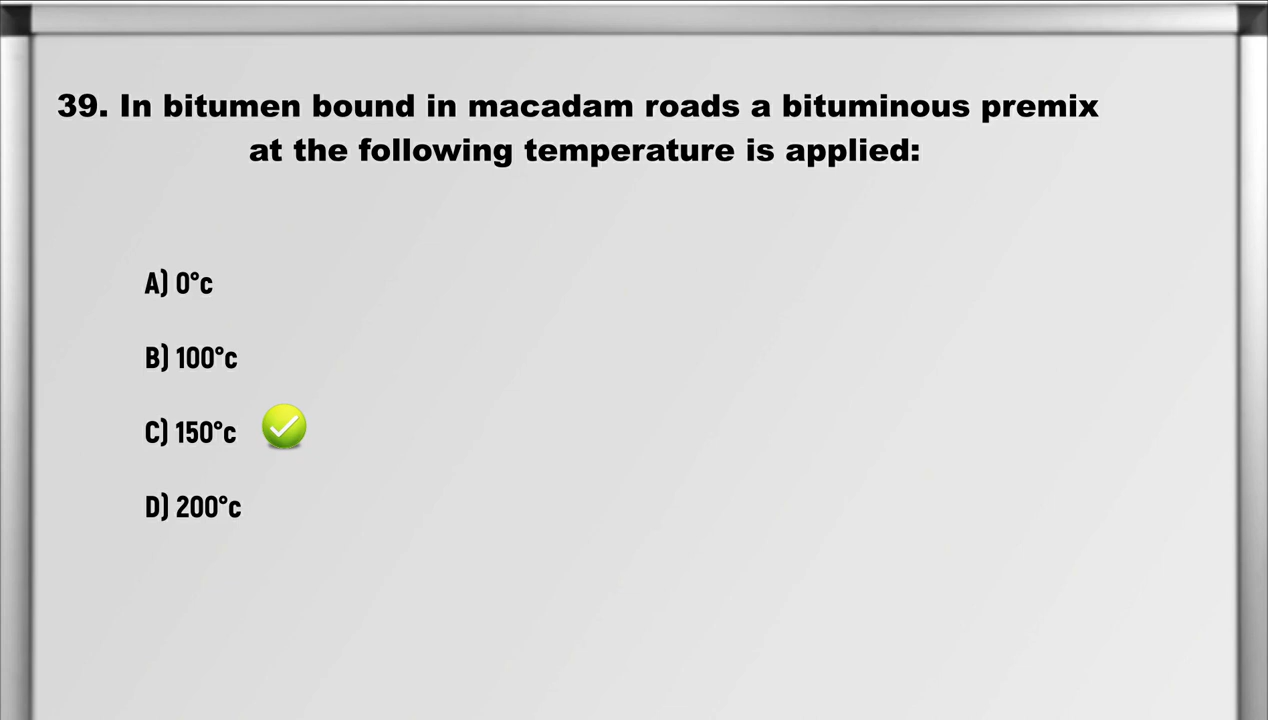 39. In bitumen bound in macadam roads a bituminous premix
at the following temperature is applied:
A) 0°c
B) 100°c
C) 150°c
D) 200°c